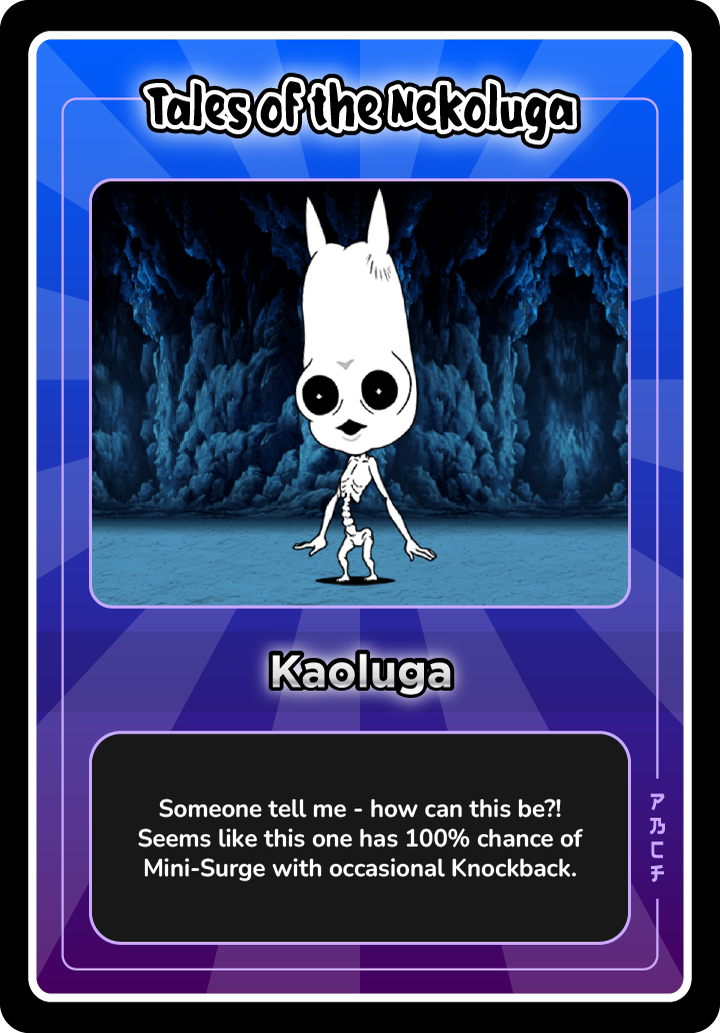 Tales of the Nekoluga
Kaoluga
Someone tell me - how can this be?!
Seems like this one has 100% chance of
Mini-Surge with occasional Knockback.